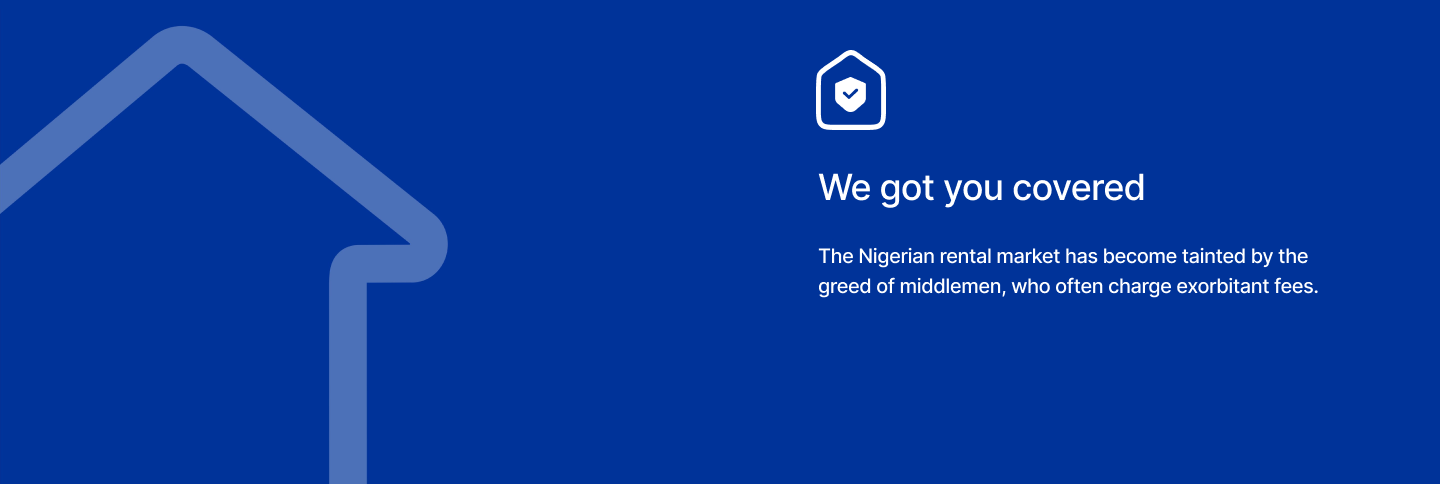 We got you covered
The Nigerian rental market has become tainted by the
greed of middlemen, who often charge exorbitant fees.